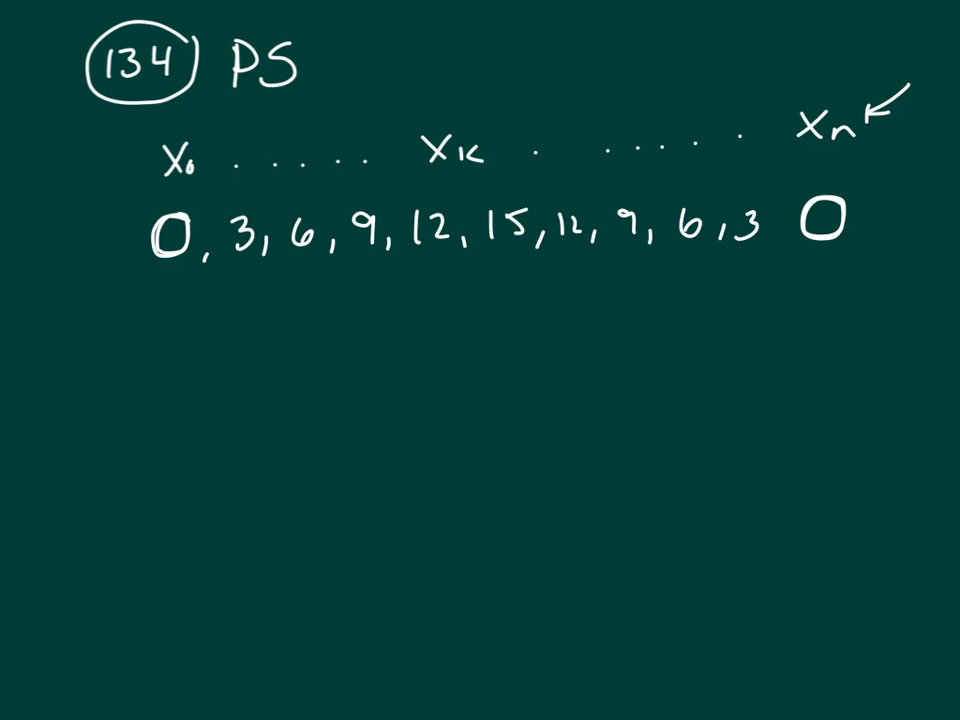 134 PS
X0 ..... XK . .... . Xn
0, 3, 6, 9, 12, 15, 12, 9, 6, 3 0